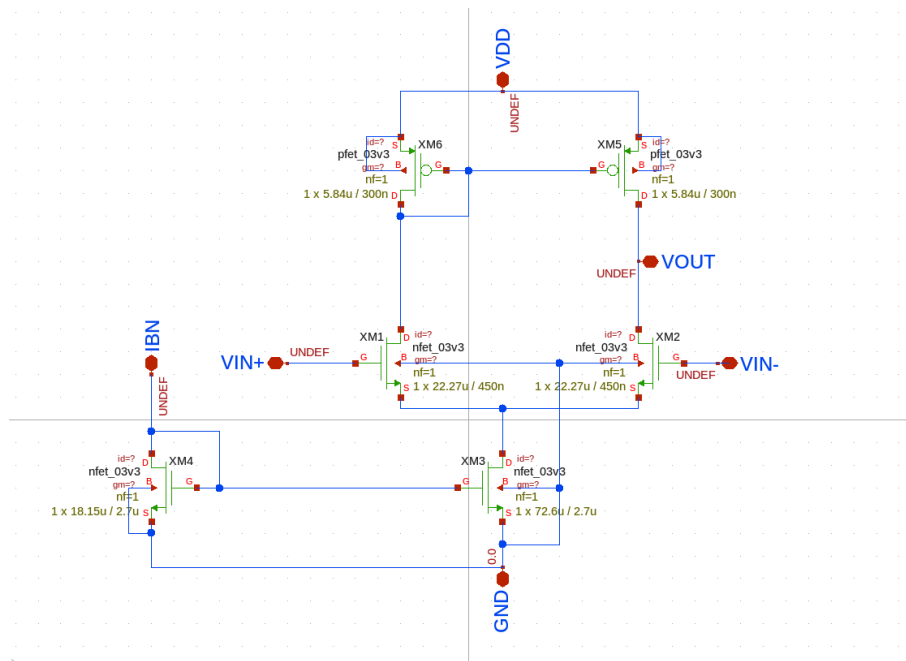 VDD
UNDEF
id=?
S
XM6
pfet_03v3
B
G
gm=?
nf=1
1 x 5.84u / 300n
D
XM5
S
id=?
pfet_03v3
G
B
gm=?
nf=1
D
1 x 5.84u / 300n
VOUT
UNDEF
IBN
UNDEF
VIN+
UNDEF
XM1
D
id=?
nfet_03v3
G
B
gm=?
nf=1
S
1 x 22.27u / 450n
id=?
D
XM2
nfet_03v3
B
G
gm=?
nf=1
1 x 22.27u / 450n
S
UNDEF
VIN-
id=?
D
XM4
nfet_03v3
gm=?
B
G
nf=1
1 x 18.15u / 2.7u
S
XM3
D
id=?
nfet_03v3
G
B
gm=?
nf=1
S
1 x 72.6u / 2.7u
0.0
GND